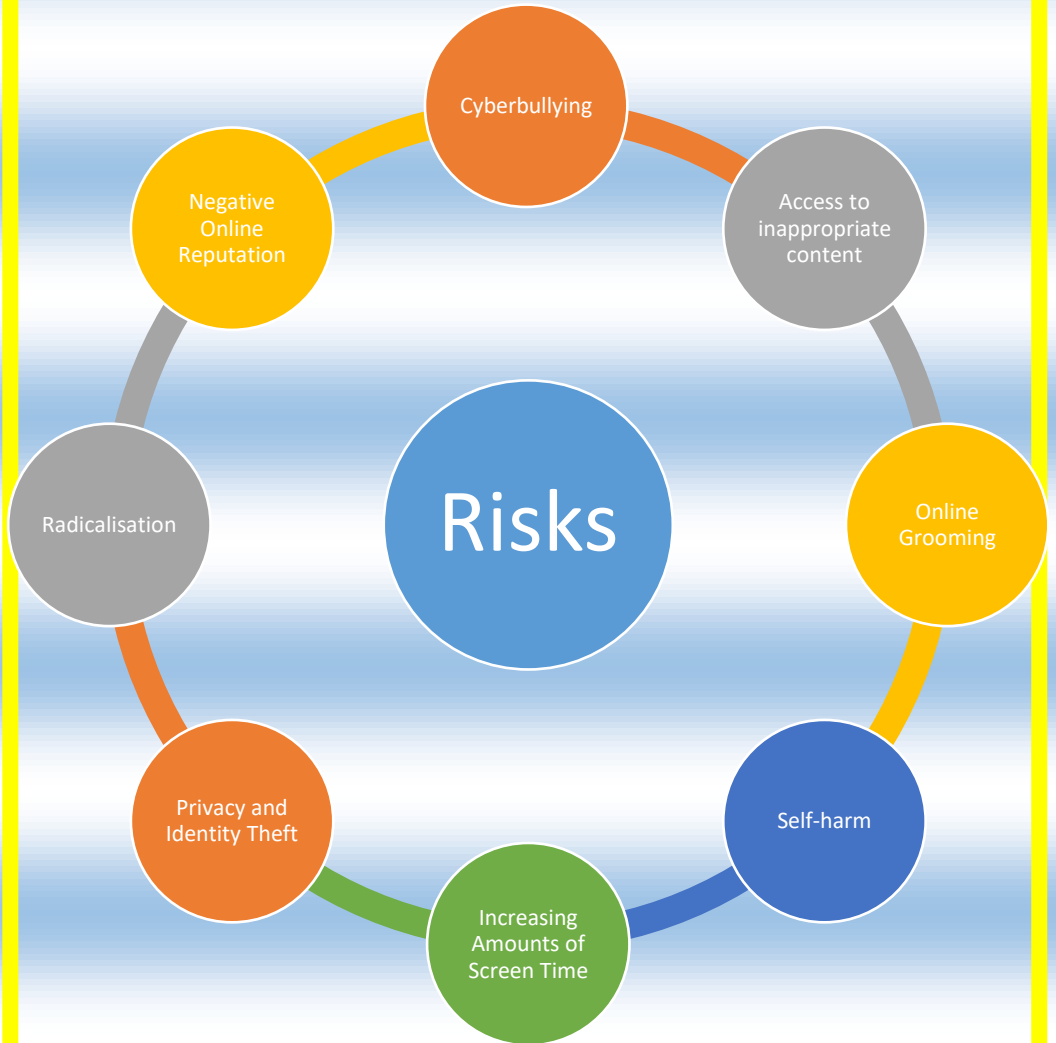 Cyberbullying
Access to
inappropriate
content
Online
Grooming
Self-harm
Increasing
Amounts of
Screen Time
Privacy and
Identity Theft
Radicalisation
Negative
Online
Reputation
Risks